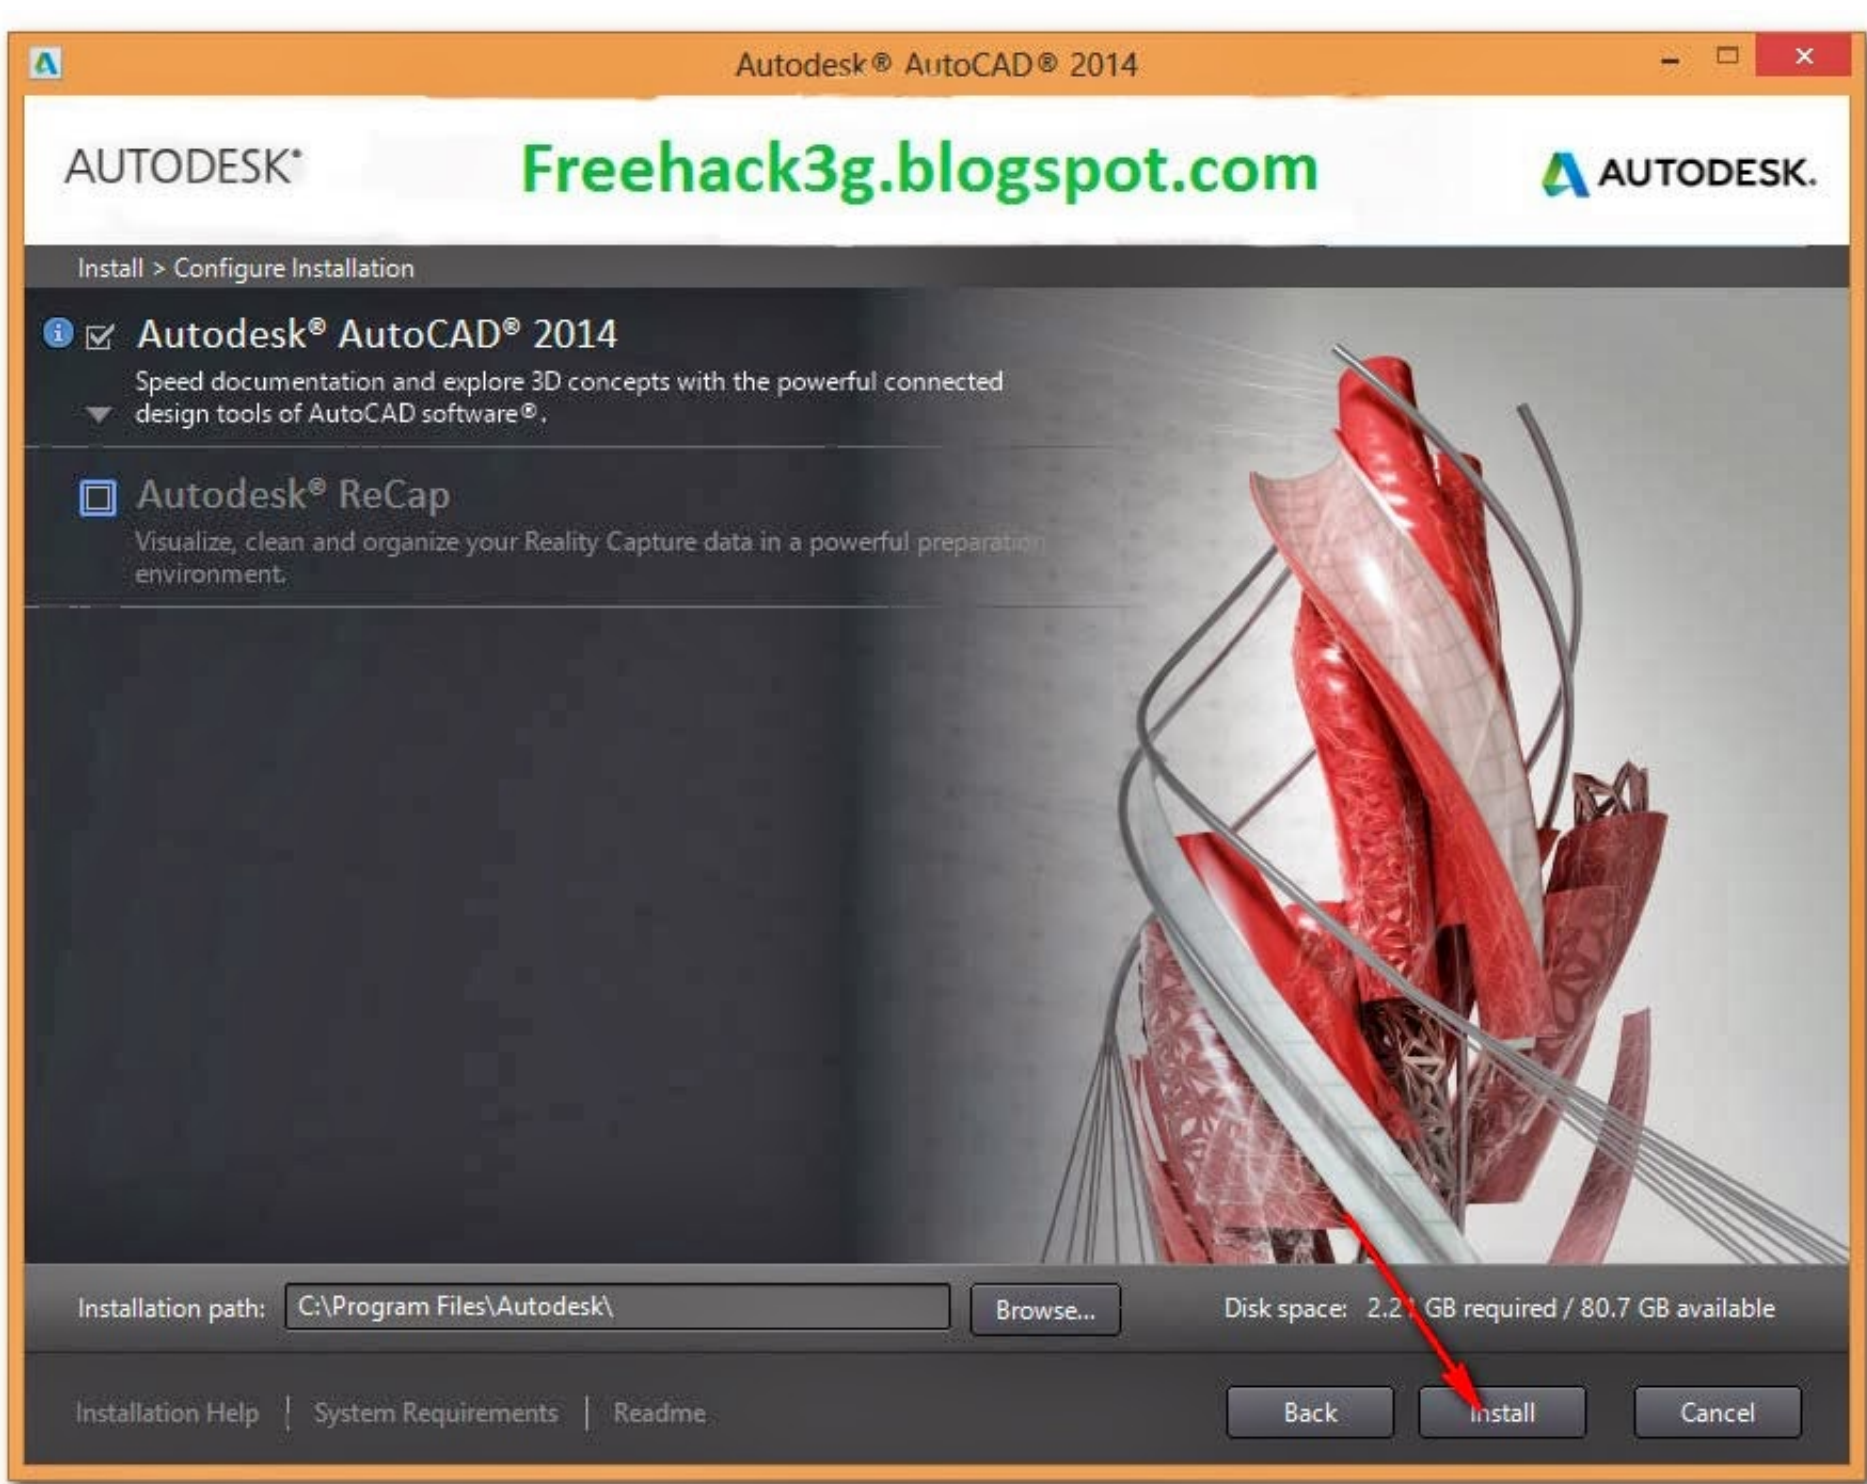 Autodesk® AutoCAD® 2014
AUTODESK®
Freehack3g.blogspot.com
AUTODESK.
Install > Configure Installation
Autodesk® AutoCAD® 2014
Speed documentation and explore 3D concepts with the powerful connected
design tools of AutoCAD software®.
Autodesk® ReCap
Visualize, clean and organize your Reality Capture data in a powerful preparation
environment.
Installation path: C:\Program Files\Autodesk\ Browse... Disk space: 2.21 GB required / 80.7 GB available
Installation Help | System Requirements | Readme Back Install Cancel